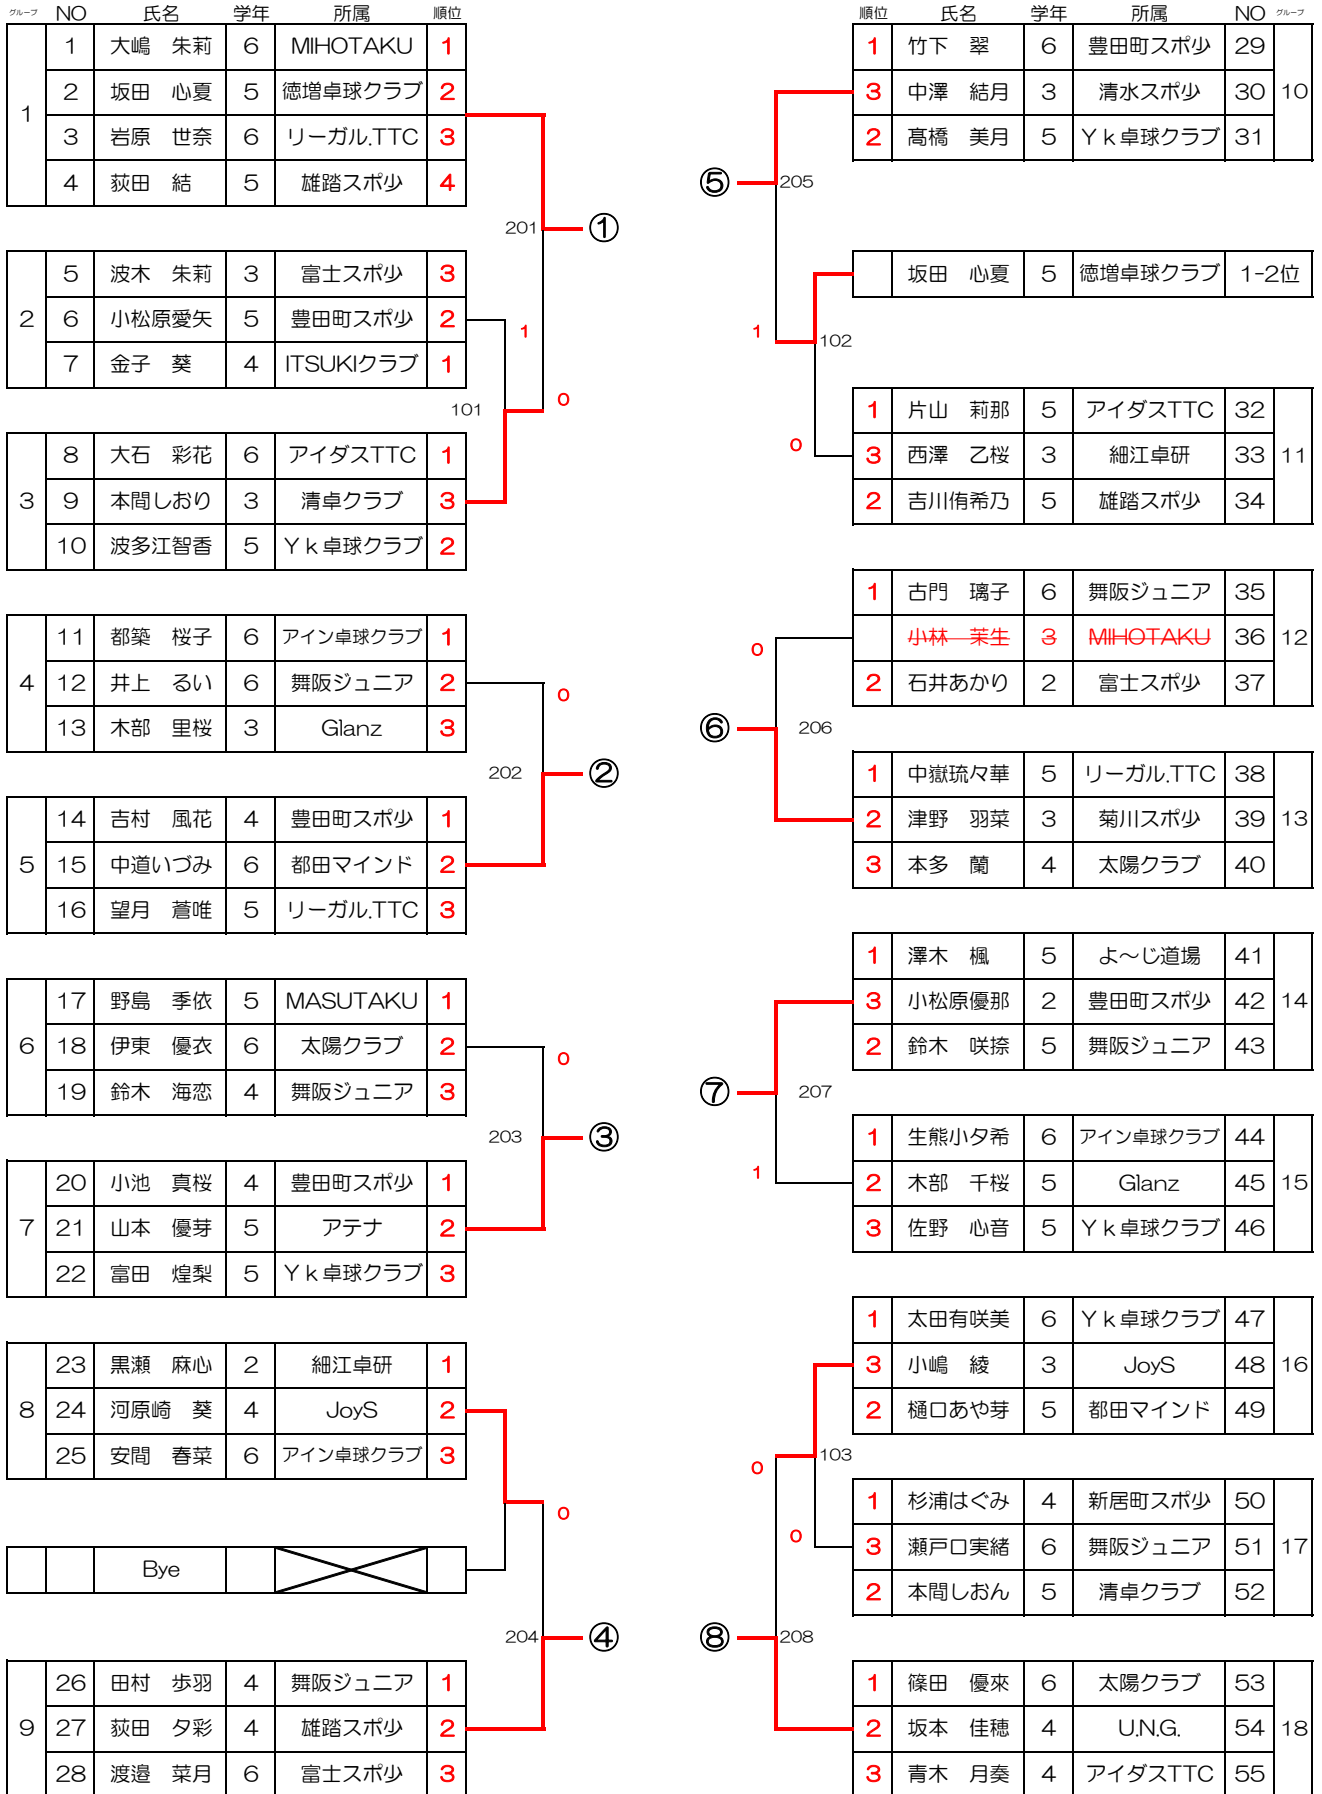 グループ NO 氏名 学年 所属 順位
1
1 大嶋 朱莉 6 MIHOTAKU 1
2 坂田 心夏 5 徳増卓球クラブ 2
3 岩原 世奈 6 リーガル.TTC 3
4 荻田 結 5 雄踏スポ少 4
201 ①
2
5 波木 朱莉 3 富士スポ少 3
6 小松原愛矢 5 豊田町スポ少 2
7 金子 葵 4 ITSUKIクラブ 1
1
101 0
3
8 大石 彩花 6 アイダスTTC 1
9 本間しおり 3 清卓クラブ 3
10 波多江智香 5 Yk卓球クラブ 2
4
11 都築 桜子 6 アイン卓球クラブ 1
12 井上 るい 6 舞阪ジュニア 2
13 木部 里桜 3 Glanz 3
0
202 ②
5
14 吉村 風花 4 豊田町スポ少 1
15 中道いづみ 6 都田マインド 2
16 望月 蒼唯 5 リーガル.TTC 3
6
17 野島 季依 5 MASUTAKU 1
18 伊東 優衣 6 太陽クラブ 2
19 鈴木 海恋 4 舞阪ジュニア 3
0
203 ③
7
20 小池 真桜 4 豊田町スポ少 1
21 山本 優芽 5 アテナ 2
22 富田 煌梨 5 Yk卓球クラブ 3
8
23 黒瀬 麻心 2 細江卓研 1
24 河原崎 葵 4 JoyS 2
25 安間 春菜 6 アイン卓球クラブ 3
0
Bye
204 ④
9
26 田村 歩羽 4 舞阪ジュニア 1
27 荻田 夕彩 4 雄踏スポ少 2
28 渡邉 菜月 6 富士スポ少 3
順位 氏名 学年 所属 NO グループ
1 竹下 翠 6 豊田町スポ少 29
3 中澤 結月 3 清水スポ少 30
2 髙橋 美月 5 Yk卓球クラブ 31
10
⑤ 205
坂田 心夏 5 徳増卓球クラブ 1-2位
1 102
0
1 片山 莉那 5 アイダスTTC 32
3 西澤 乙桜 3 細江卓研 33
2 吉川侑希乃 5 雄踏スポ少 34
11
1 古門 璃子 6 舞阪ジュニア 35
小林 茉生 3 MIHOTAKU 36
2 石井あかり 2 富士スポ少 37
12
0
⑥ 206
1 中嶽琉々華 5 リーガル.TTC 38
2 津野 羽菜 3 菊川スポ少 39
3 本多 蘭 4 太陽クラブ 40
13
1 澤木 楓 5 よ〜じ道場 41
3 小松原優那 2 豊田町スポ少 42
2 鈴木 咲捺 5 舞阪ジュニア 43
14
⑦ 207
1
1 生熊小夕希 6 アイン卓球クラブ 44
2 木部 千桜 5 Glanz 45
3 佐野 心音 5 Yk卓球クラブ 46
15
1 太田有咲美 6 Yk卓球クラブ 47
3 小嶋 綾 3 JoyS 48
2 樋口あや芽 5 都田マインド 49
16
0 103
0
1 杉浦はぐみ 4 新居町スポ少 50
3 瀬戸口実緒 6 舞阪ジュニア 51
2 本間しおん 5 清卓クラブ 52
17
⑧ 208
1 篠田 優來 6 太陽クラブ 53
2 坂本 佳穂 4 U.N.G. 54
3 青木 月奏 4 アイダスTTC 55
18